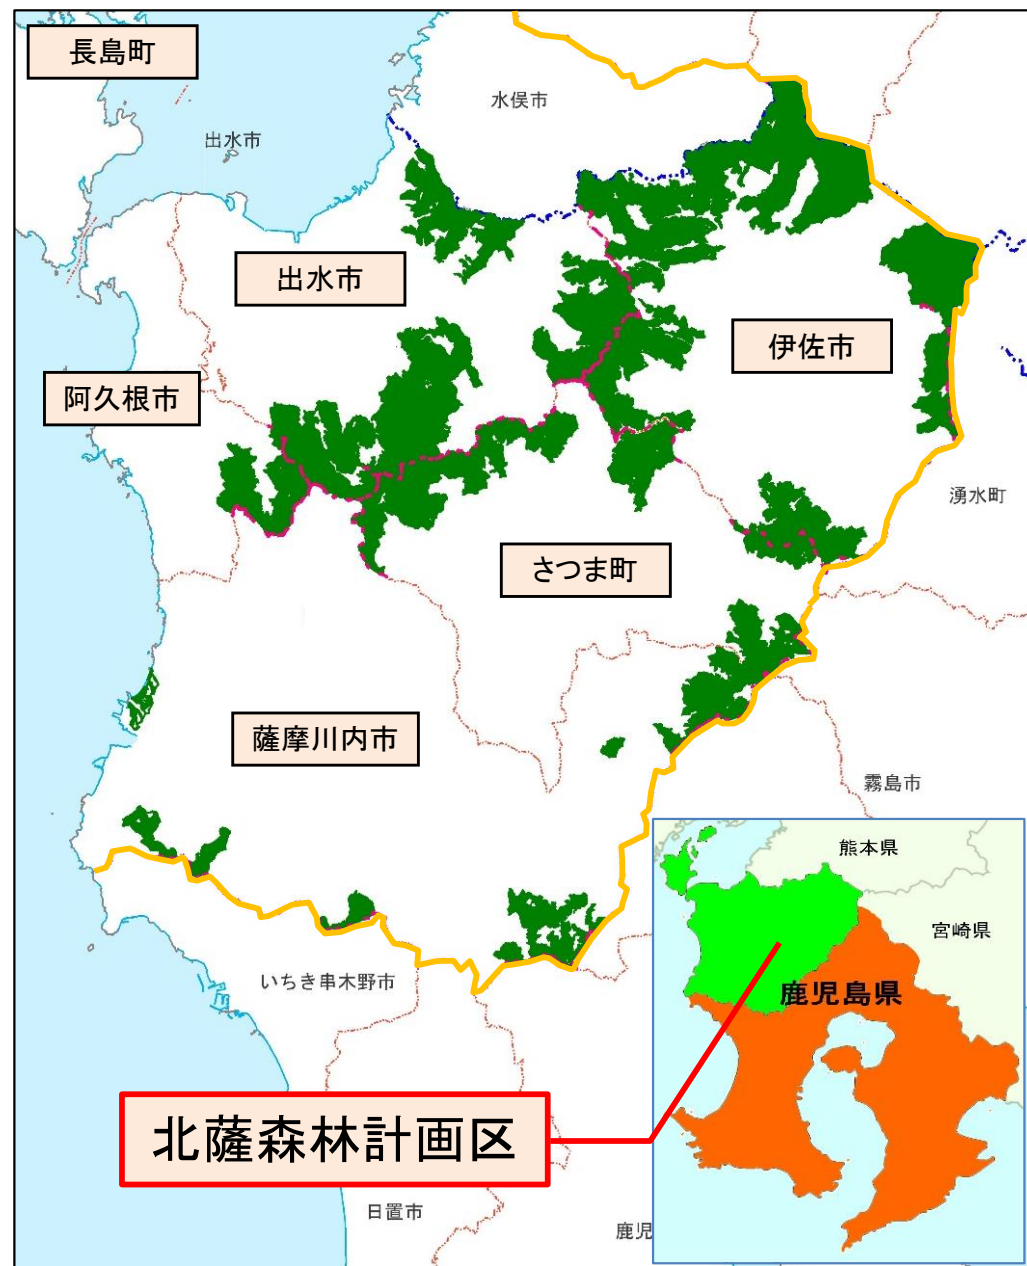 長島町
水俣市
出水市
出水市
伊佐市
阿久根市
湧水町
さつま町
薩摩川内市
霧島市
熊本県
宮崎県
鹿児島県
いちき串木野市
北薩森林計画区
日置市
鹿児